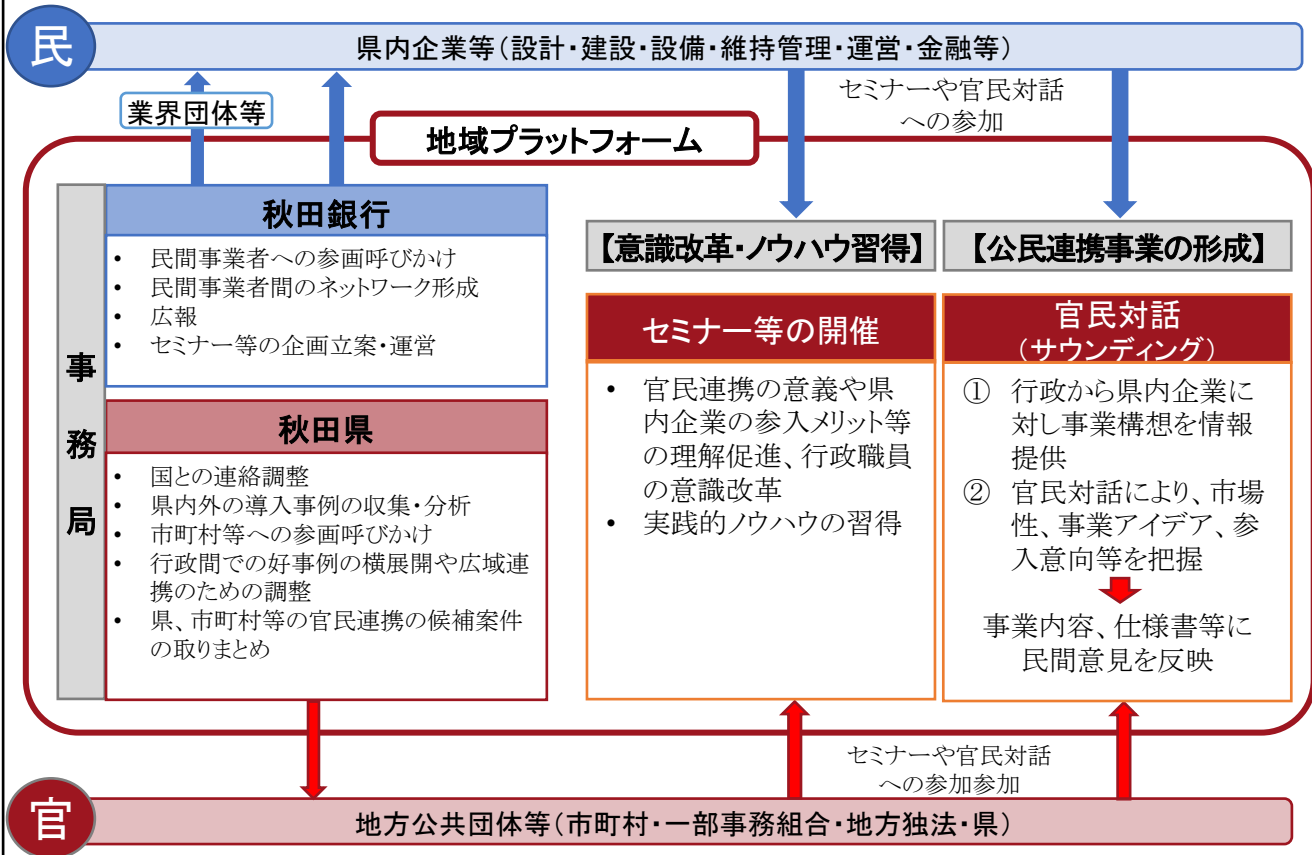 民
県内企業等（設計・建設・設備・維持管理・運営・金融等）
業界団体等
セミナーや官民対話
への参加
地域プラットフォーム
事
務
局
秋田銀行
• 民間事業者への参画呼びかけ
• 民間事業者間のネットワーク形成
• 広報
• セミナー等の企画立案・運営
秋田県
• 国との連絡調整
• 県内外の導入事例の収集・分析
• 市町村等への参画呼びかけ
• 行政間での好事例の横展開や広域連
携のための調整
• 県、市町村等の官民連携の候補案件
の取りまとめ
【意識改革・ノウハウ習得】
セミナー等の開催
• 官民連携の意義や県
内企業の参入メリット等
の理解促進、行政職員
の意識改革
• 実践的ノウハウの習得
【公民連携事業の形成】
官民対話
（サウンディング）
① 行政から県内企業に
対し事業構想を情報
提供
② 官民対話により、市場
性、事業アイデア、参
入意向等を把握
事業内容、仕様書等に
民間意見を反映
セミナーや官民対話
への参加参加
官
地方公共団体等（市町村・一部事務組合・地方独法・県）